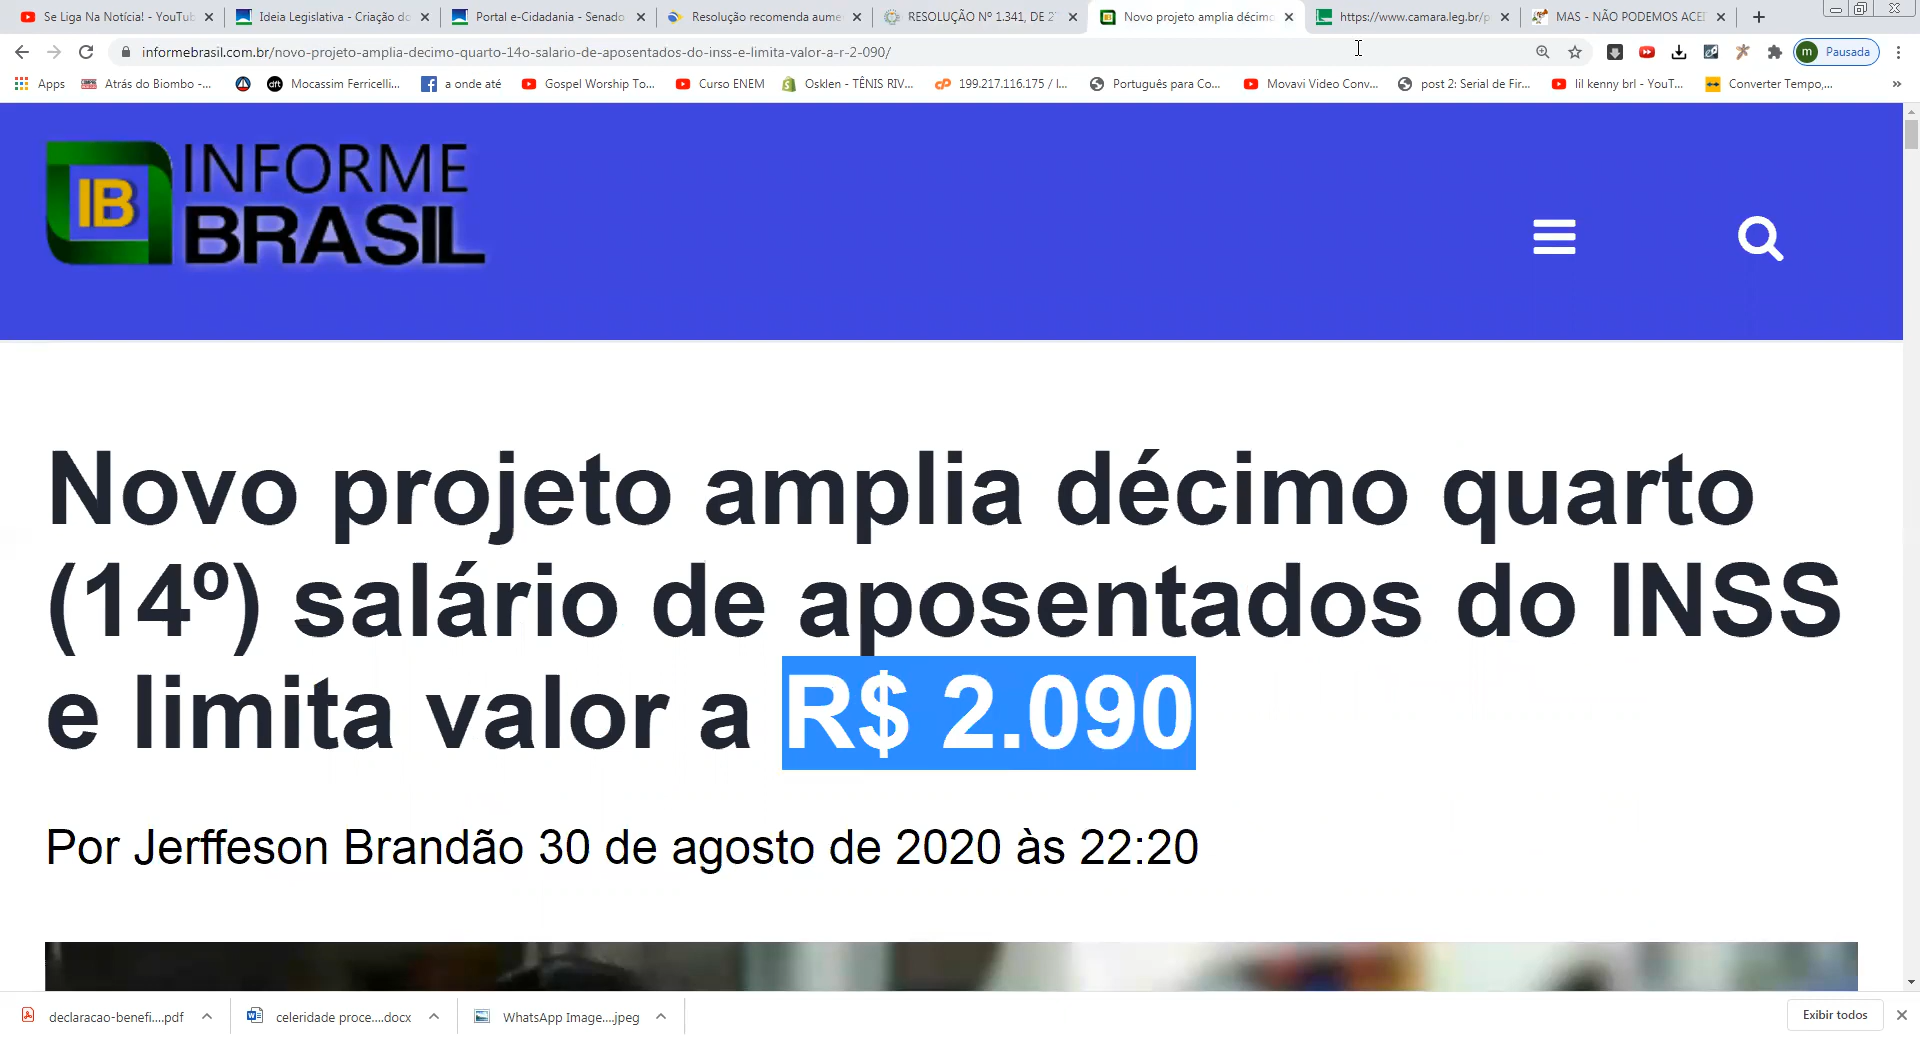 Se Liga Na Notícia! - YouTub
Ideia Legislativa - Criação do
Portal e-Cidadania - Senado
Resolução recomenda aume
RESOLUÇÃO Nº 1.341, DE 2
Novo projeto amplia décimo
https://www.camara.leg.br/p
MAS - NÃO PODEMOS ACEI
informebrasil.com.br/novo-projeto-amplia-decimo-quarto-14o-salario-de-aposentados-do-inss-e-limita-valor-a-r-2-090/
m Pausada
Apps
Atrás do Biombo -...
Mocassim Ferricelli...
a onde até
Gospel Worship To...
Curso ENEM
Osklen - TÊNIS RIV...
199.217.116.175 / l...
Português para Co...
Movavi Video Conv...
post 2: Serial de Fir...
lil kenny brl - YouT...
Converter Tempo,...
»
IB INFORME
BRASIL
Novo projeto amplia décimo quarto
(14º) salário de aposentados do INSS
e limita valor a R$ 2.090
Por Jerffeson Brandão 30 de agosto de 2020 às 22:20
declaracao-benefi....pdf
celeridade proce....docx
WhatsApp Image....jpeg
Exibir todos